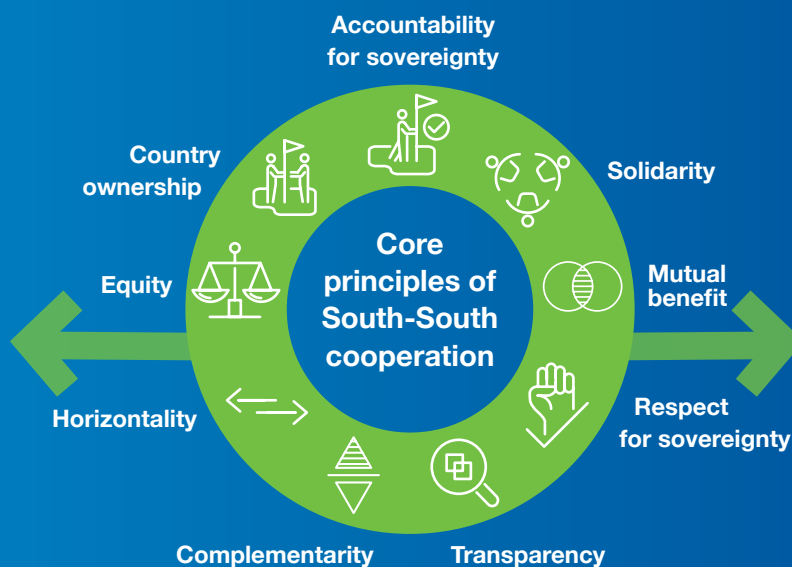 Accountability
for sovereignty
Solidarity
Mutual
benefit
Respect
for sovereignty
Transparency
Complementarity
Horizontality
Equity
Country
ownership
Core
principles of
South-South
cooperation